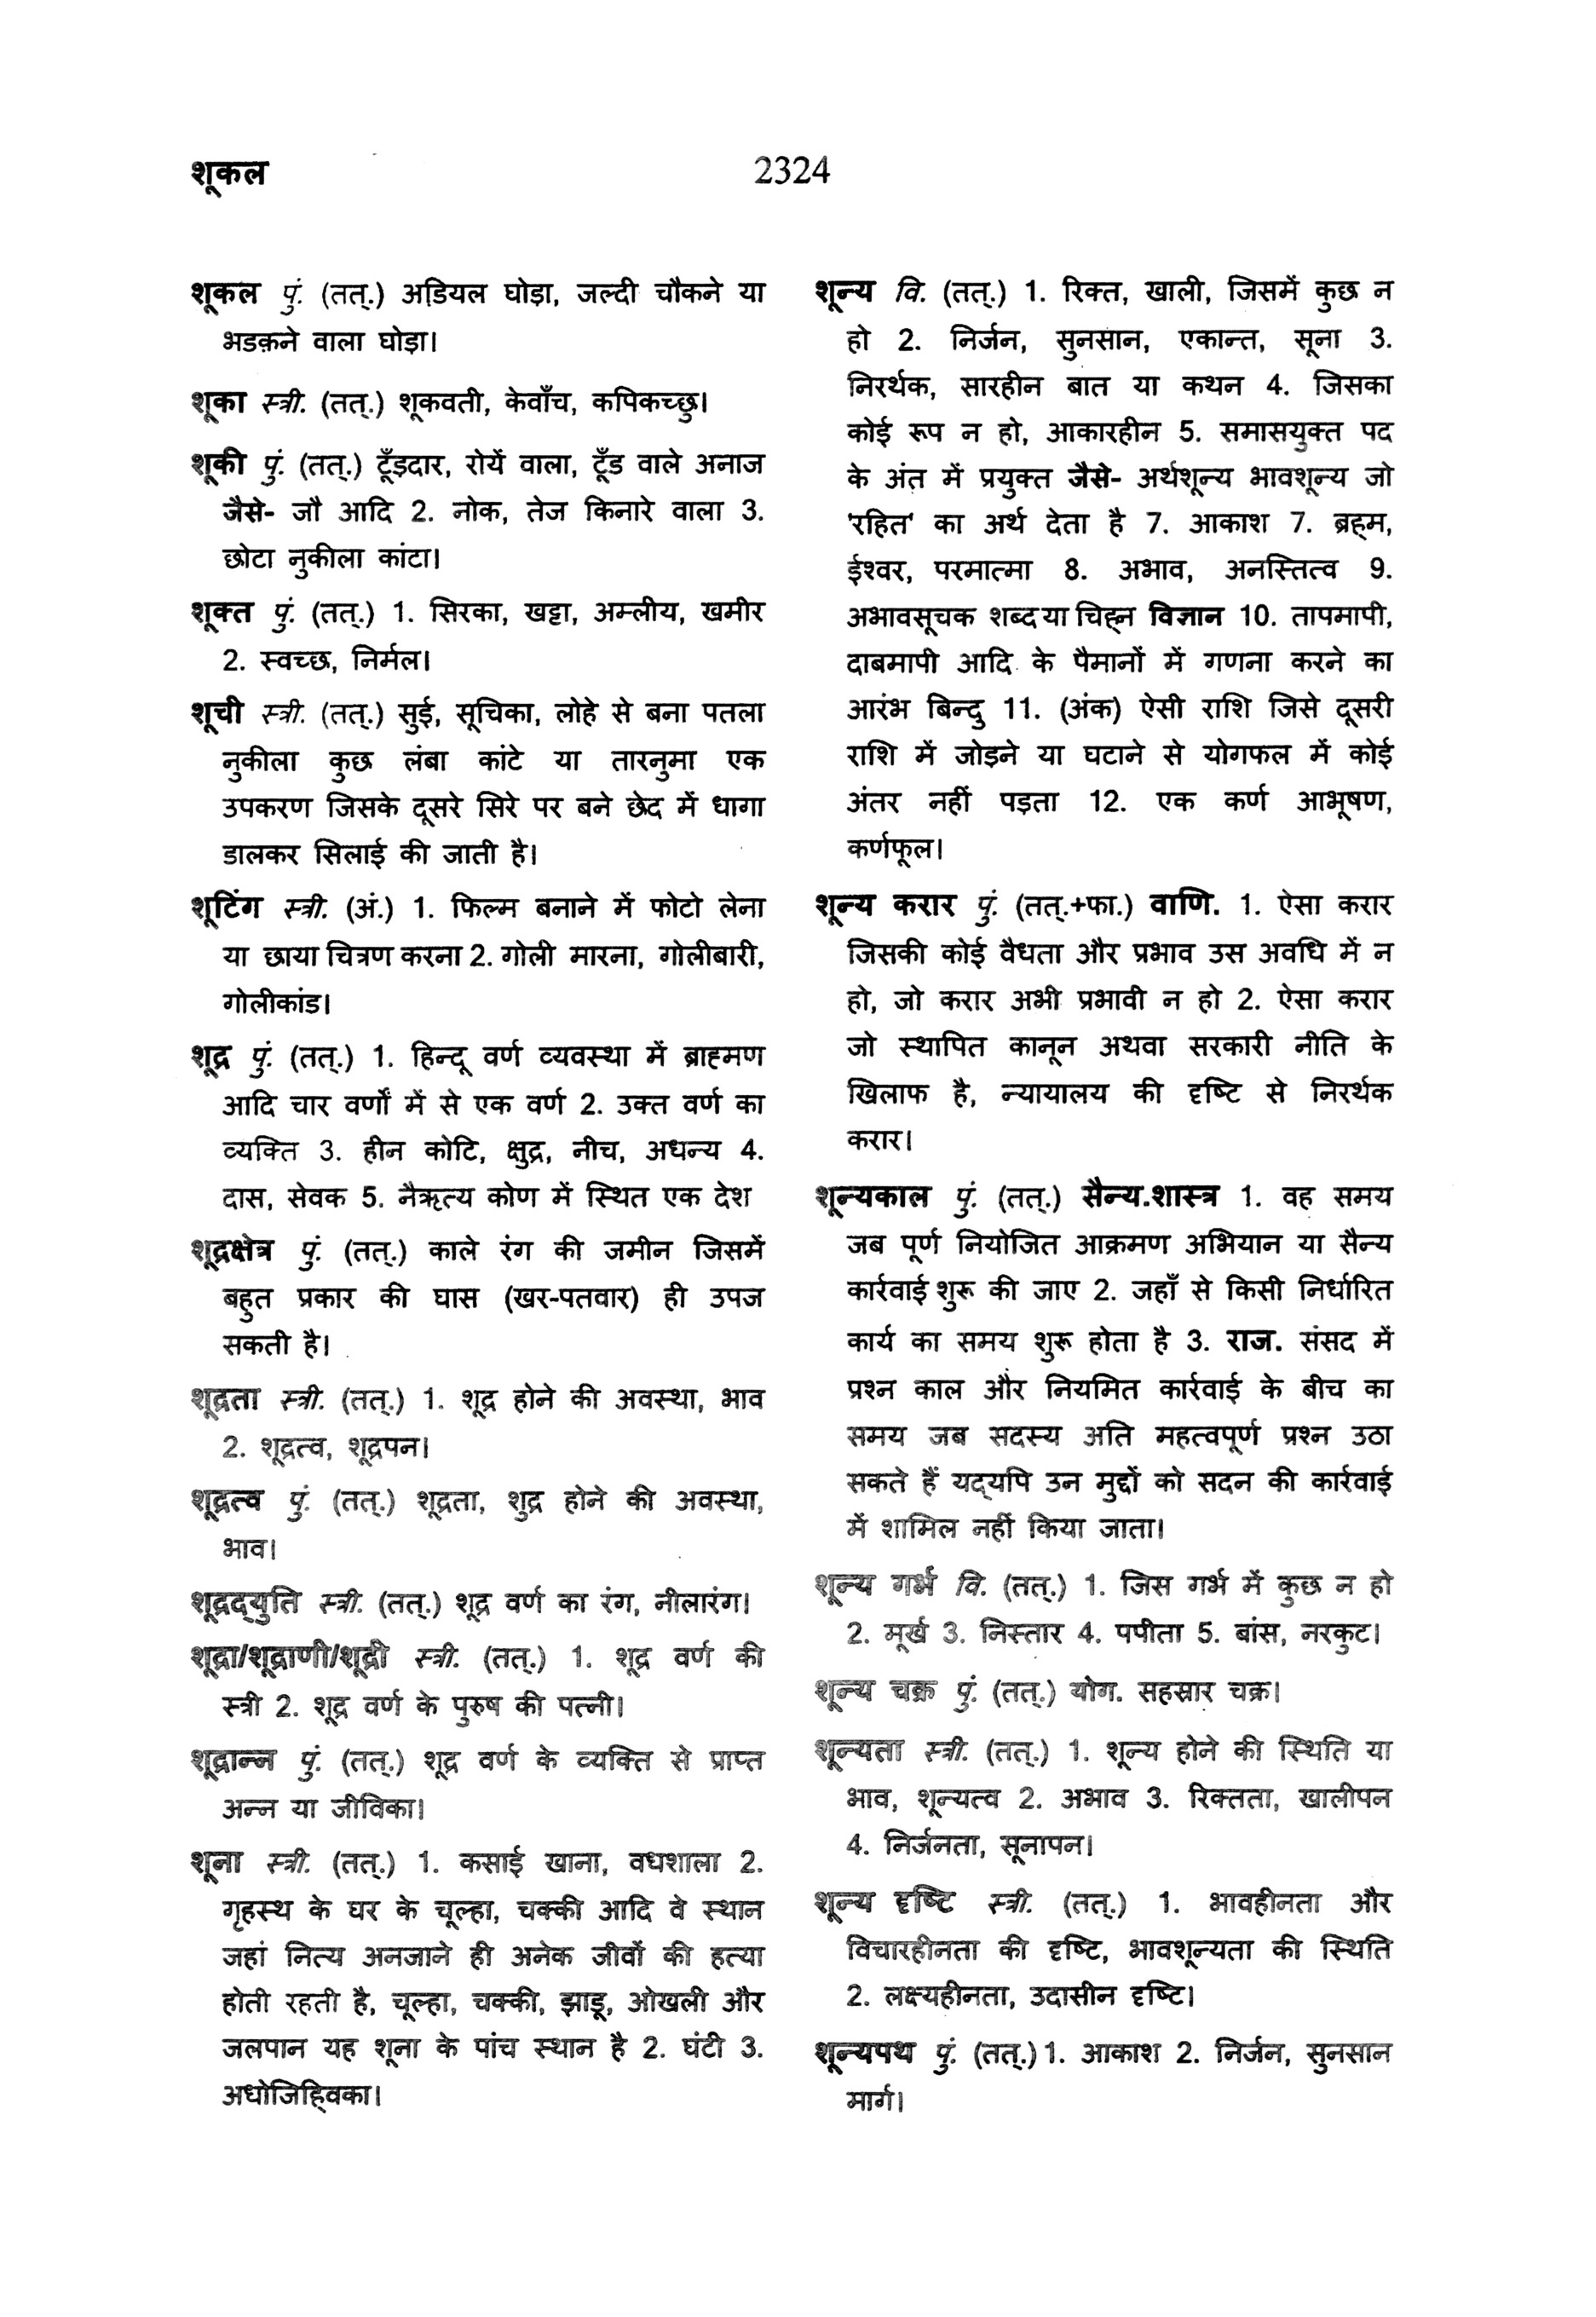 शूकल
2324
शूकल पुं. (तत्.) अडियल घोड़ा, जल्दी चौकने या
भडक़ने वाला घोड़ा।
शूका स्त्री. (तत्.) शूकवती, केवाँच, कपिकच्छु।
शूकी पुं. (तत्.) टूँड़दार, रोयें वाला, टूँड वाले अनाज
जैसे- जौ आदि 2. नोक, तेज किनारे वाला 3.
छोटा नुकीला कांटा।
शूक्त पुं. (तत्.) 1. सिरका, खट्टा, अम्लीय, खमीर
2. स्वच्छ, निर्मल।
शूची स्त्री. (तत्.) सुई, सूचिका, लोहे से बना पतला
नुकीला कुछ लंबा कांटे या तारनुमा एक
उपकरण जिसके दूसरे सिरे पर बने छेद में धागा
डालकर सिलाई की जाती है।
शूटिंग स्त्री. (अं.) 1. फिल्म बनाने में फोटो लेना
या छाया चित्रण करना 2. गोली मारना, गोलीबारी,
गोलीकांड।
शूद्र पुं. (तत्.) 1. हिन्दू वर्ण व्यवस्था में ब्राह्मण
आदि चार वर्णों में से एक वर्ण 2. उक्त वर्ण का
व्यक्ति 3. हीन कोटि, क्षुद्र, नीच, अधन्य 4.
दास, सेवक 5. नैऋत्य कोण में स्थित एक देश
शूद्रक्षेत्र पुं. (तत्.) काले रंग की जमीन जिसमें
बहुत प्रकार की घास (खर-पतवार) ही उपज
सकती है।
शूद्रता स्त्री. (तत्.) 1. शूद्र होने की अवस्था, भाव
2. शूद्रत्व, शूद्रपन।
शूद्रत्व पुं. (तत्.) शूद्रता, शुद्र होने की अवस्था,
भाव।
शूद्रद्युति स्त्री. (तत्.) शूद्र वर्ण का रंग, नीलारंग।
शूद्रा/शूद्राणी/शूद्री स्त्री. (तत्.) 1. शूद्र वर्ण की
स्त्री 2. शूद्र वर्ण के पुरुष की पत्नी।
शूद्रान्न पुं. (तत्.) शूद्र वर्ण के व्यक्ति से प्राप्त
अन्न या जीविका।
शूना स्त्री. (तत्.) 1. कसाई खाना, वधशाला 2.
गृहस्थ के घर के चूल्हा, चक्की आदि वे स्थान
जहां नित्य अनजाने ही अनेक जीवों की हत्या
होती रहती है, चूल्हा, चक्की, झाडू, ओखली और
जलपान यह शूना के पांच स्थान है 2. घंटी 3.
अधोजिह्विका।
शून्य वि. (तत्.) 1. रिक्त, खाली, जिसमें कुछ न
हो 2. निर्जन, सुनसान, एकान्त, सूना 3.
निरर्थक, सारहीन बात या कथन 4. जिसका
कोई रूप न हो, आकारहीन 5. समासयुक्त पद
के अंत में प्रयुक्त जैसे- अर्थशून्य भावशून्य जो
'रहित' का अर्थ देता है 7. आकाश 7. ब्रह्म,
ईश्वर, परमात्मा 8. अभाव, अनस्तित्व 9.
अभावसूचक शब्द या चिह्न विज्ञान 10. तापमापी,
दाबमापी आदि के पैमानों में गणना करने का
आरंभ बिन्दु 11. (अंक) ऐसी राशि जिसे दूसरी
राशि में जोड़ने या घटाने से योगफल में कोई
अंतर नहीं पड़ता 12. एक कर्ण आभूषण,
कर्णफूल।
शून्य करार पुं. (तत्.+फा.) वाणि. 1. ऐसा करार
जिसकी कोई वैधता और प्रभाव उस अवधि में न
हो, जो करार अभी प्रभावी न हो 2. ऐसा करार
जो स्थापित कानून अथवा सरकारी नीति के
खिलाफ है, न्यायालय की दृष्टि से निरर्थक
करार।
शून्यकाल पुं. (तत्.) सैन्य.शास्त्र 1. वह समय
जब पूर्ण नियोजित आक्रमण अभियान या सैन्य
कार्रवाई शुरू की जाए 2. जहाँ से किसी निर्धारित
कार्य का समय शुरू होता है 3. राज. संसद में
प्रश्न काल और नियमित कार्रवाई के बीच का
समय जब सदस्य अति महत्वपूर्ण प्रश्न उठा
सकते हैं यद्यपि उन मुद्दों को सदन की कार्रवाई
में शामिल नहीं किया जाता।
शून्य गर्भ वि. (तत्.) 1. जिस गर्भ में कुछ न हो
2. मूर्ख 3. निस्तार 4. पपीता 5. बांस, नरकुट।
शून्य चक्र पुं. (तत्.) योग. सहस्रार चक्र।
शून्यता स्त्री. (तत्.) 1. शून्य होने की स्थिति या
भाव, शून्यत्व 2. अभाव 3. रिक्तता, खालीपन
4. निर्जनता, सूनापन।
शून्य दृष्टि स्त्री. (तत्.) 1. भावहीनता और
विचारहीनता की दृष्टि, भावशून्यता की स्थिति
2. लक्ष्यहीनता, उदासीन दृष्टि।
शून्यपथ पुं. (तत्.) 1. आकाश 2. निर्जन, सुनसान
मार्ग।